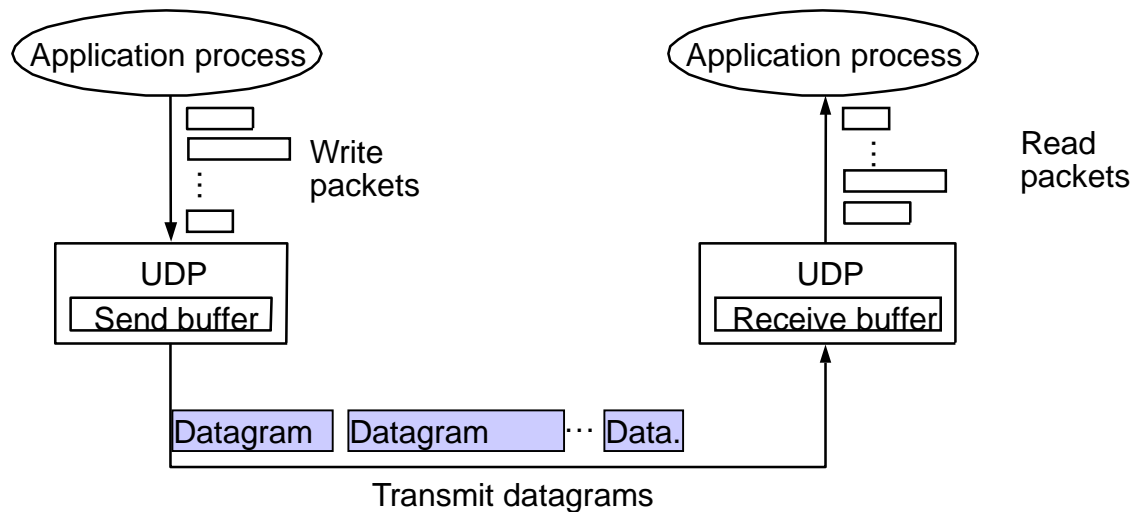 Application process
Application process
Write
packets
Read
packets
UDP
UDP
Send buffer
Receive buffer
Datagram
Datagram
⋯
Data.
Transmit datagrams